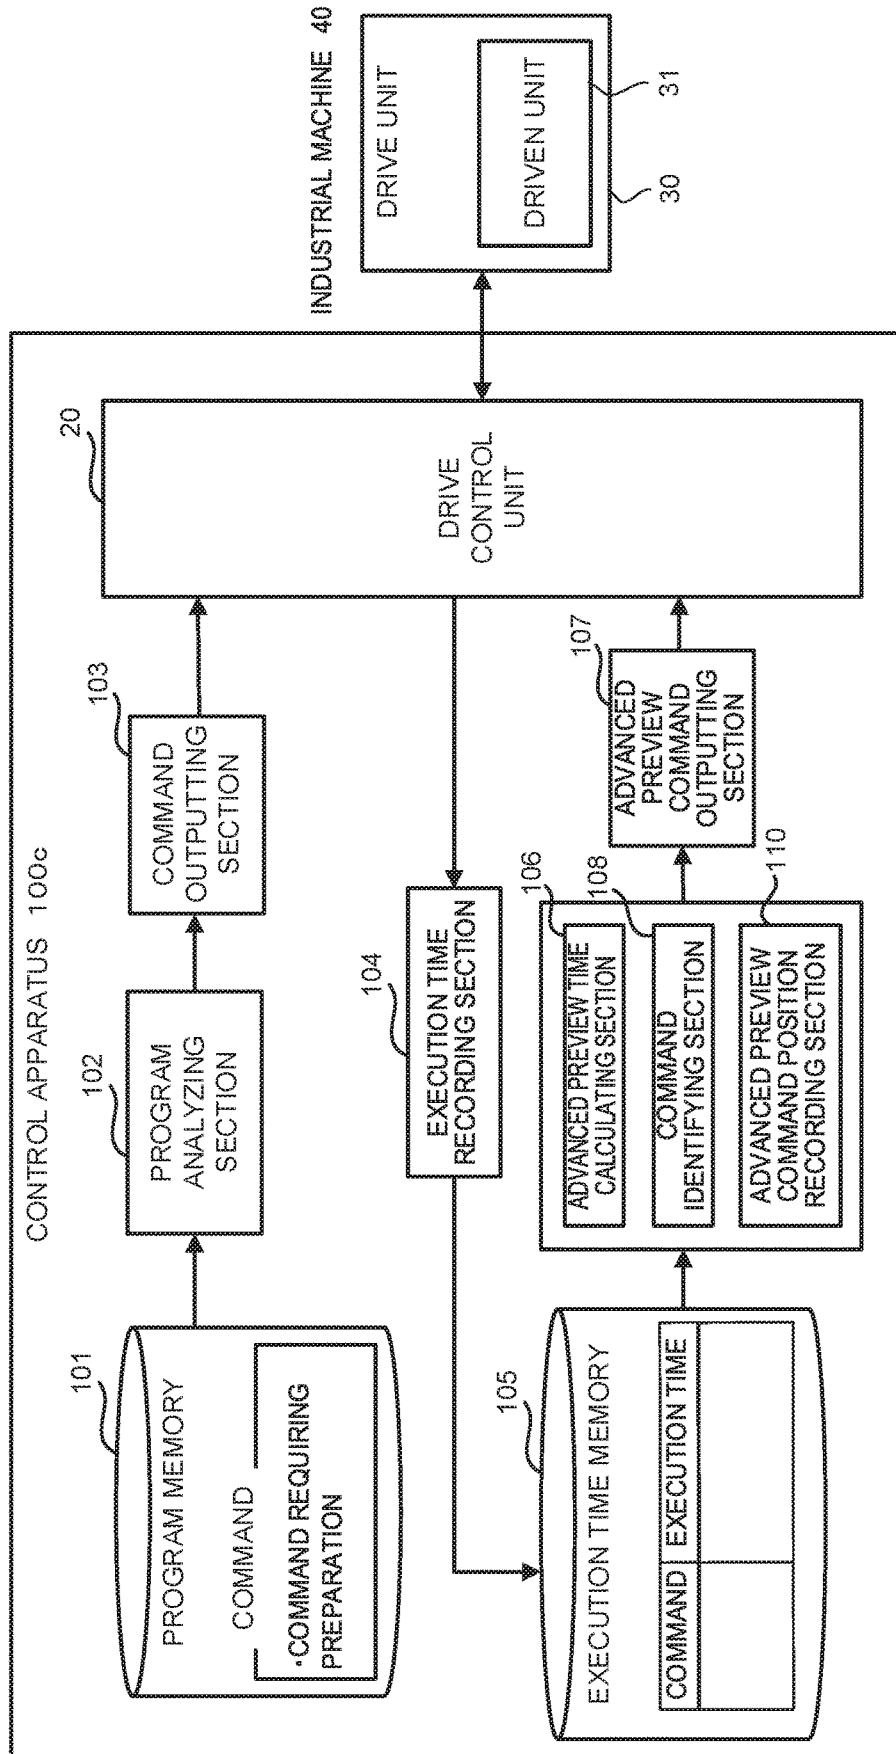 CONTROL APPARATUS 100c
INDUSTRIAL MACHINE 40
101
PROGRAM MEMORY
COMMAND
·COMMAND REQUIRING
PREPARATION
102
PROGRAM
ANALYZING
SECTION
103
COMMAND
OUTPUTTING
SECTION
20
DRIVE
CONTROL
UNIT
DRIVE UNIT
DRIVEN UNIT
31
30
104
EXECUTION TIME
RECORDING SECTION
105
EXECUTION TIME MEMORY
COMMAND EXECUTION TIME
106
ADVANCED PREVIEW TIME
CALCULATING SECTION
108
COMMAND
IDENTIFYING SECTION
110
ADVANCED PREVIEW
COMMAND POSITION
RECORDING SECTION
107
ADVANCED
PREVIEW
COMMAND
OUTPUTTING
SECTION